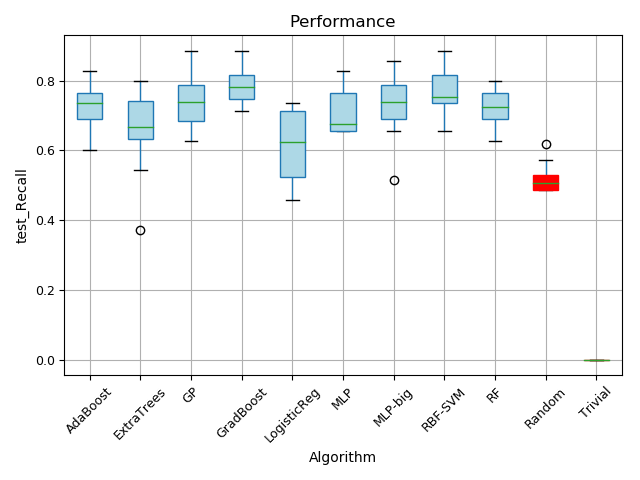 Performance
test_Recall
0.8
0.6
0.4
0.2
0.0
AdaBoost
ExtraTrees
GP
GradBoost
LogisticReg
MLP
MLP-big
RBF-SVM
RF
Random
Trivial
Algorithm